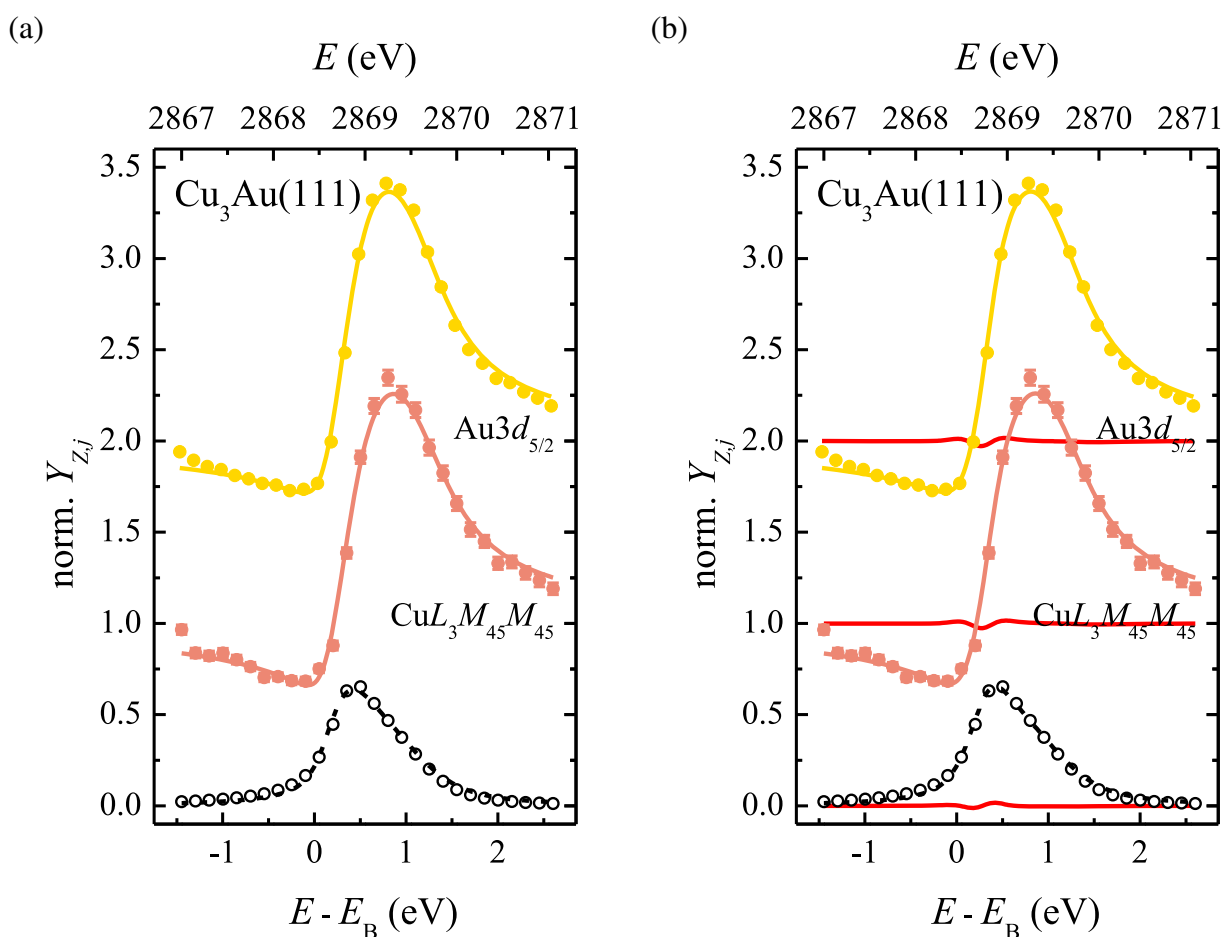 (a)
E (eV)
2867 2868 2869 2870 2871
Cu3Au(111)
3.5
3.0
2.5
2.0
1.5
1.0
0.5
0.0
norm. YZ,j
Au3d5/2
CuL3M45M45
-1 0 1 2
E - EB (eV)
(b)
E (eV)
2867 2868 2869 2870 2871
Cu3Au(111)
3.5
3.0
2.5
2.0
1.5
1.0
0.5
0.0
norm. YZ,j
Au3d5/2
CuL3M45M45
-1 0 1 2
E - EB (eV)